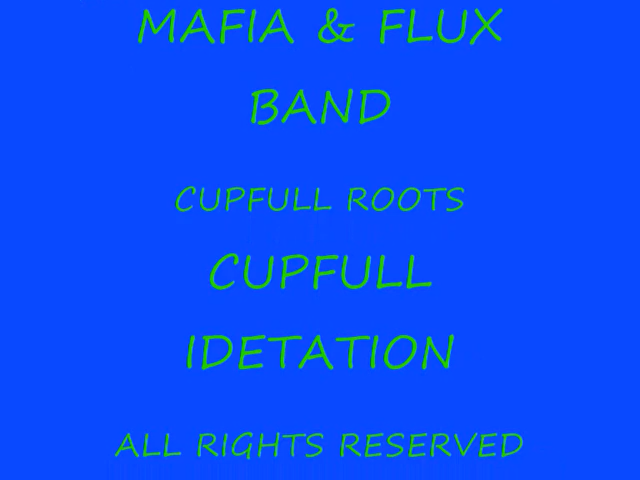 MAFIA & FLUX
BAND
CUPFULL ROOTS
CUPFULL
IDETATION
ALL RIGHTS RESERVED